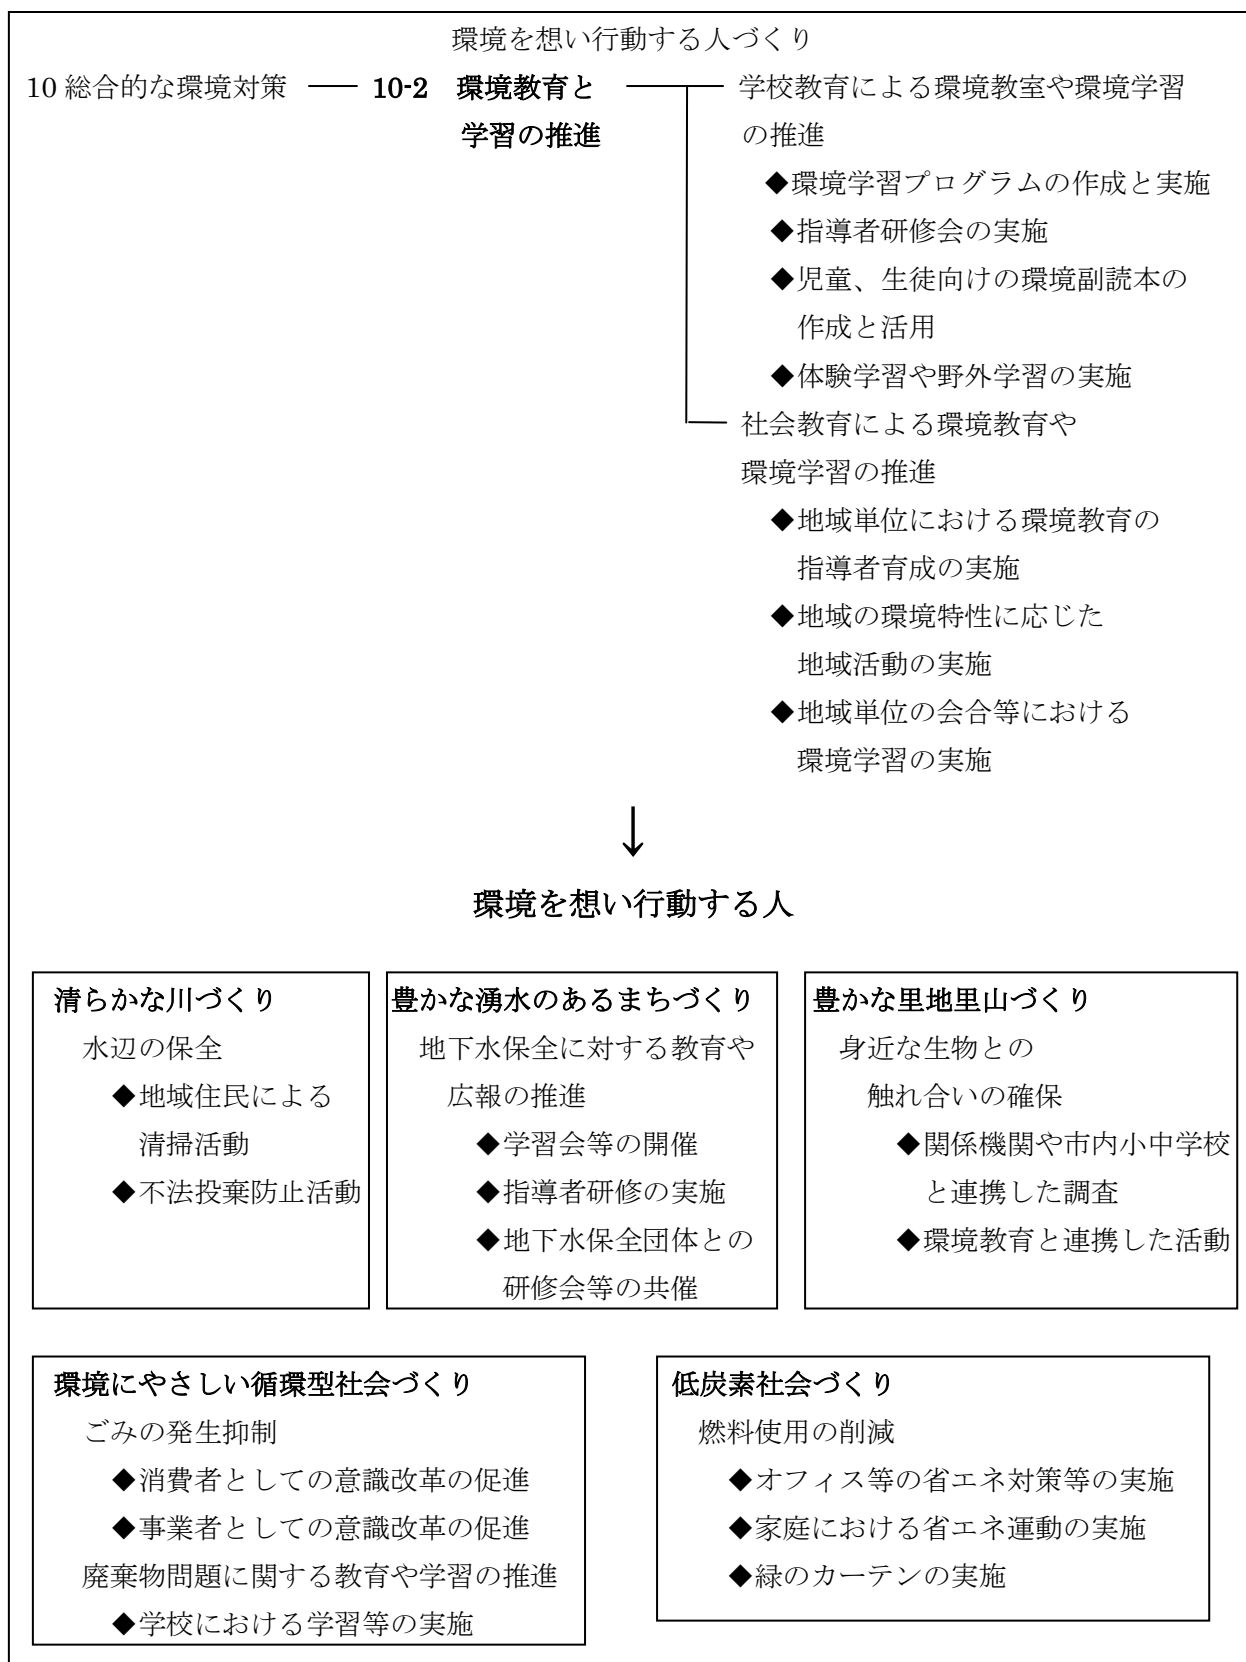 環境を想い行動する人づくり
10 総合的な環境対策 10-2 環境教育と 学校教育による環境教室や環境学習
学習の推進 の推進
◆環境学習プログラムの作成と実施
◆指導者研修会の実施
◆児童、生徒向けの環境副読本の
作成と活用
◆体験学習や野外学習の実施
社会教育による環境教育や
環境学習の推進
◆地域単位における環境教育の
指導者育成の実施
◆地域の環境特性に応じた
地域活動の実施
◆地域単位の会合等における
環境学習の実施
↓
環境を想い行動する人
清らかな川づくり
水辺の保全
◆地域住民による
清掃活動
◆不法投棄防止活動
豊かな湧水のあるまちづくり
地下水保全に対する教育や
広報の推進
◆学習会等の開催
◆指導者研修の実施
◆地下水保全団体との
研修会等の共催
豊かな里地里山づくり
身近な生物との
触れ合いの確保
◆関係機関や市内小中学校
と連携した調査
◆環境教育と連携した活動
環境にやさしい循環型社会づくり
ごみの発生抑制
◆消費者としての意識改革の促進
◆事業者としての意識改革の促進
廃棄物問題に関する教育や学習の推進
◆学校における学習等の実施
低炭素社会づくり
燃料使用の削減
◆オフィス等の省エネ対策等の実施
◆家庭における省エネ運動の実施
◆緑のカーテンの実施